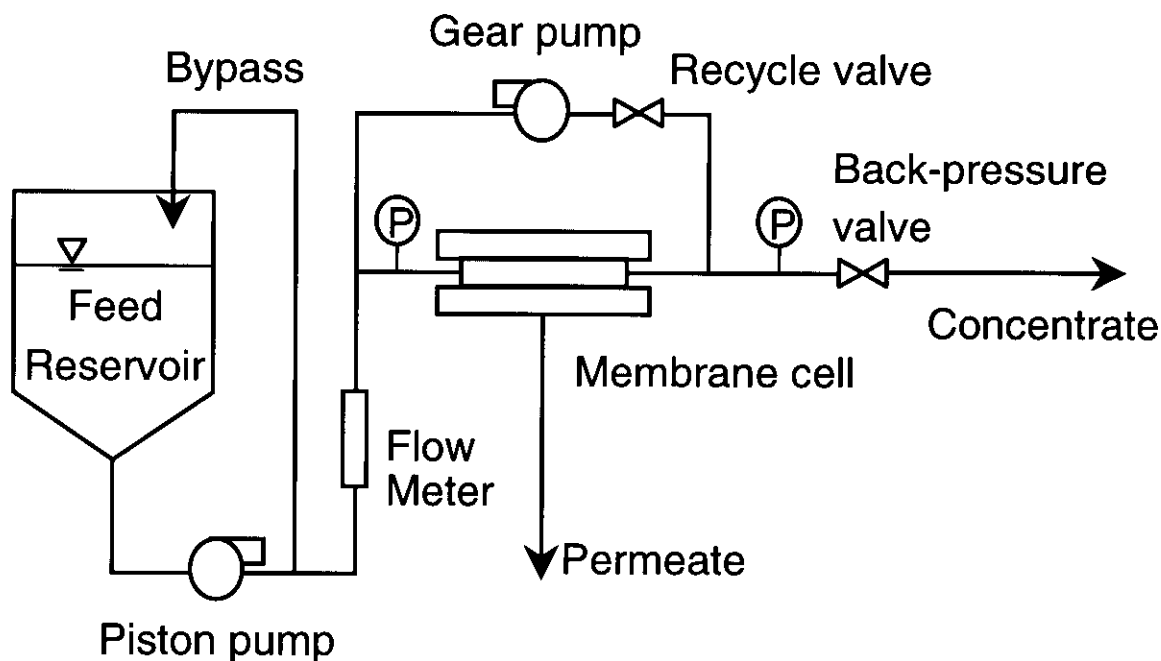 Gear pump
Bypass
Recycle valve
Back-pressure
valve
P
P
Feed
Reservoir
Concentrate
Membrane cell
Flow
Meter
Permeate
Piston pump